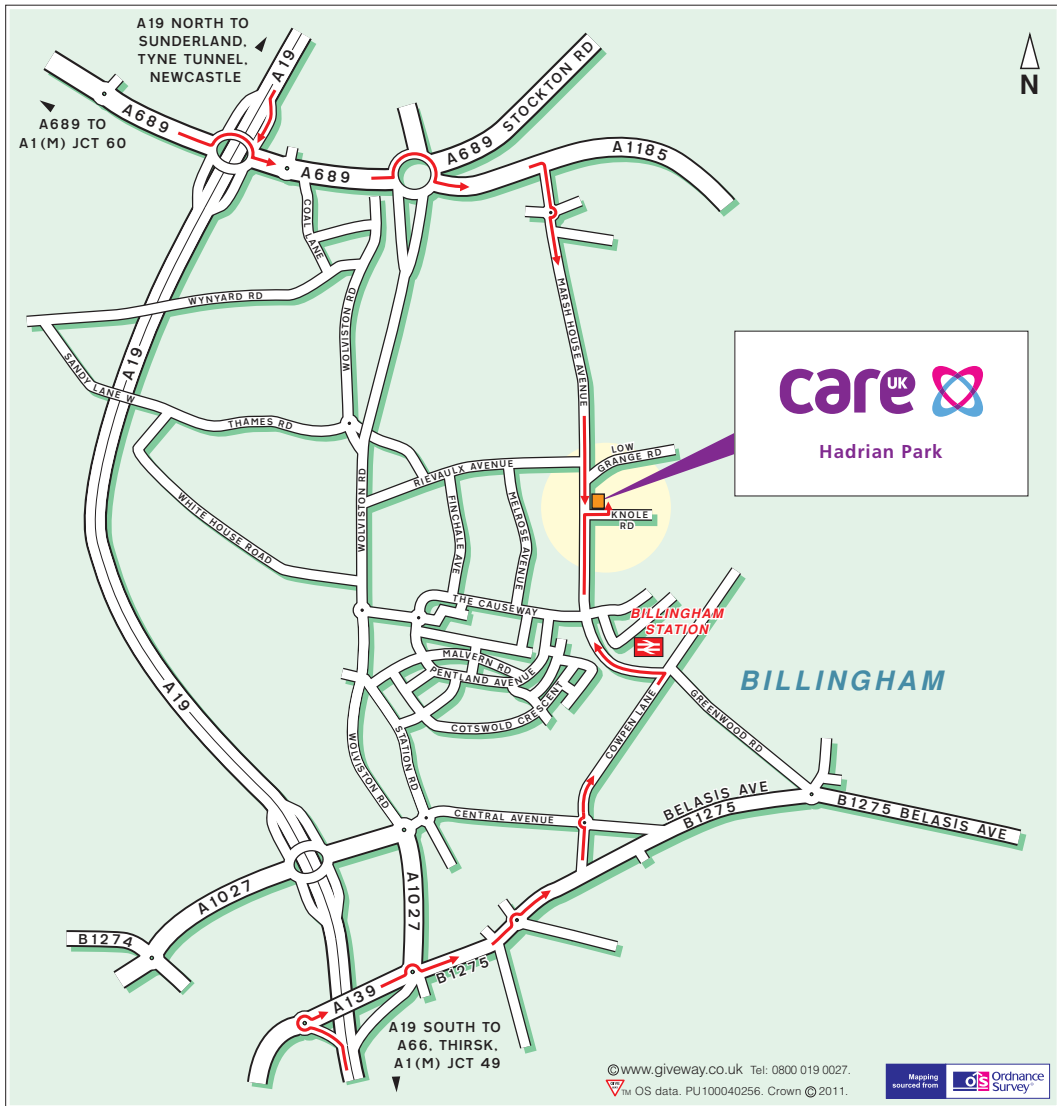 A19 NORTH TO
SUNDERLAND,
TYNE TUNNEL,
NEWCASTLE
A19
A689 STOCKTON RD
N
A689
A689 TO
A1(M) JCT 60
A689
A1185
COAL LANE
WYNYARD RD
WOLVISTON RD
MARSH HOUSE AVENUE
A19
SANDY LANE W
THAMES RD
care UK
Hadrian Park
LOW
GRANGE RD
RIEVAULX AVENUE
WOLVISTON RD
FINCHALE AVE
MELROSE AVENUE
KNOLE
RD
WHITE HOUSE ROAD
THE CAUSEWAY
BILLINGHAM
STATION
MALVERN RD
PENTLAND AVENUE
COTSWOLD CRESCENT
BILLINGHAM
A19
COWPEN LANE
GREENWOOD RD
WOLVISTON RD
STATION RD
CENTRAL AVENUE
BELASIS AVE
B1275
B1275 BELASIS AVE
A1027
A1027
B1274
B1275
A139
A19 SOUTH TO
A66, THIRSK,
A1(M) JCT 49
© www.giveway.co.uk Tel: 0800 019 0027.
GIVE WAY TM OS data. PU100040256. Crown © 2011.
Mapping
sourced from
OS Ordnance
Survey®